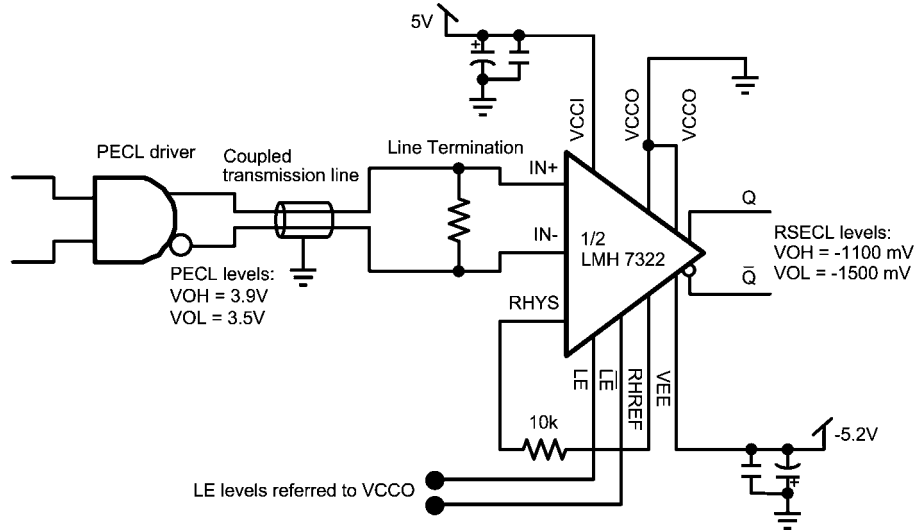 5V
VCCI
VCCO
VCCO
PECL driver
Coupled
transmission line
Line Termination
IN+
IN-
1/2
LMH 7322
Q
Q̅
RSECL levels:
VOH = -1100 mV
VOL = -1500 mV
PECL levels:
VOH = 3.9V
VOL = 3.5V
RHYS
LE
L̅E̅
RHREF
VEE
10k
-5.2V
LE levels referred to VCCO
+
+